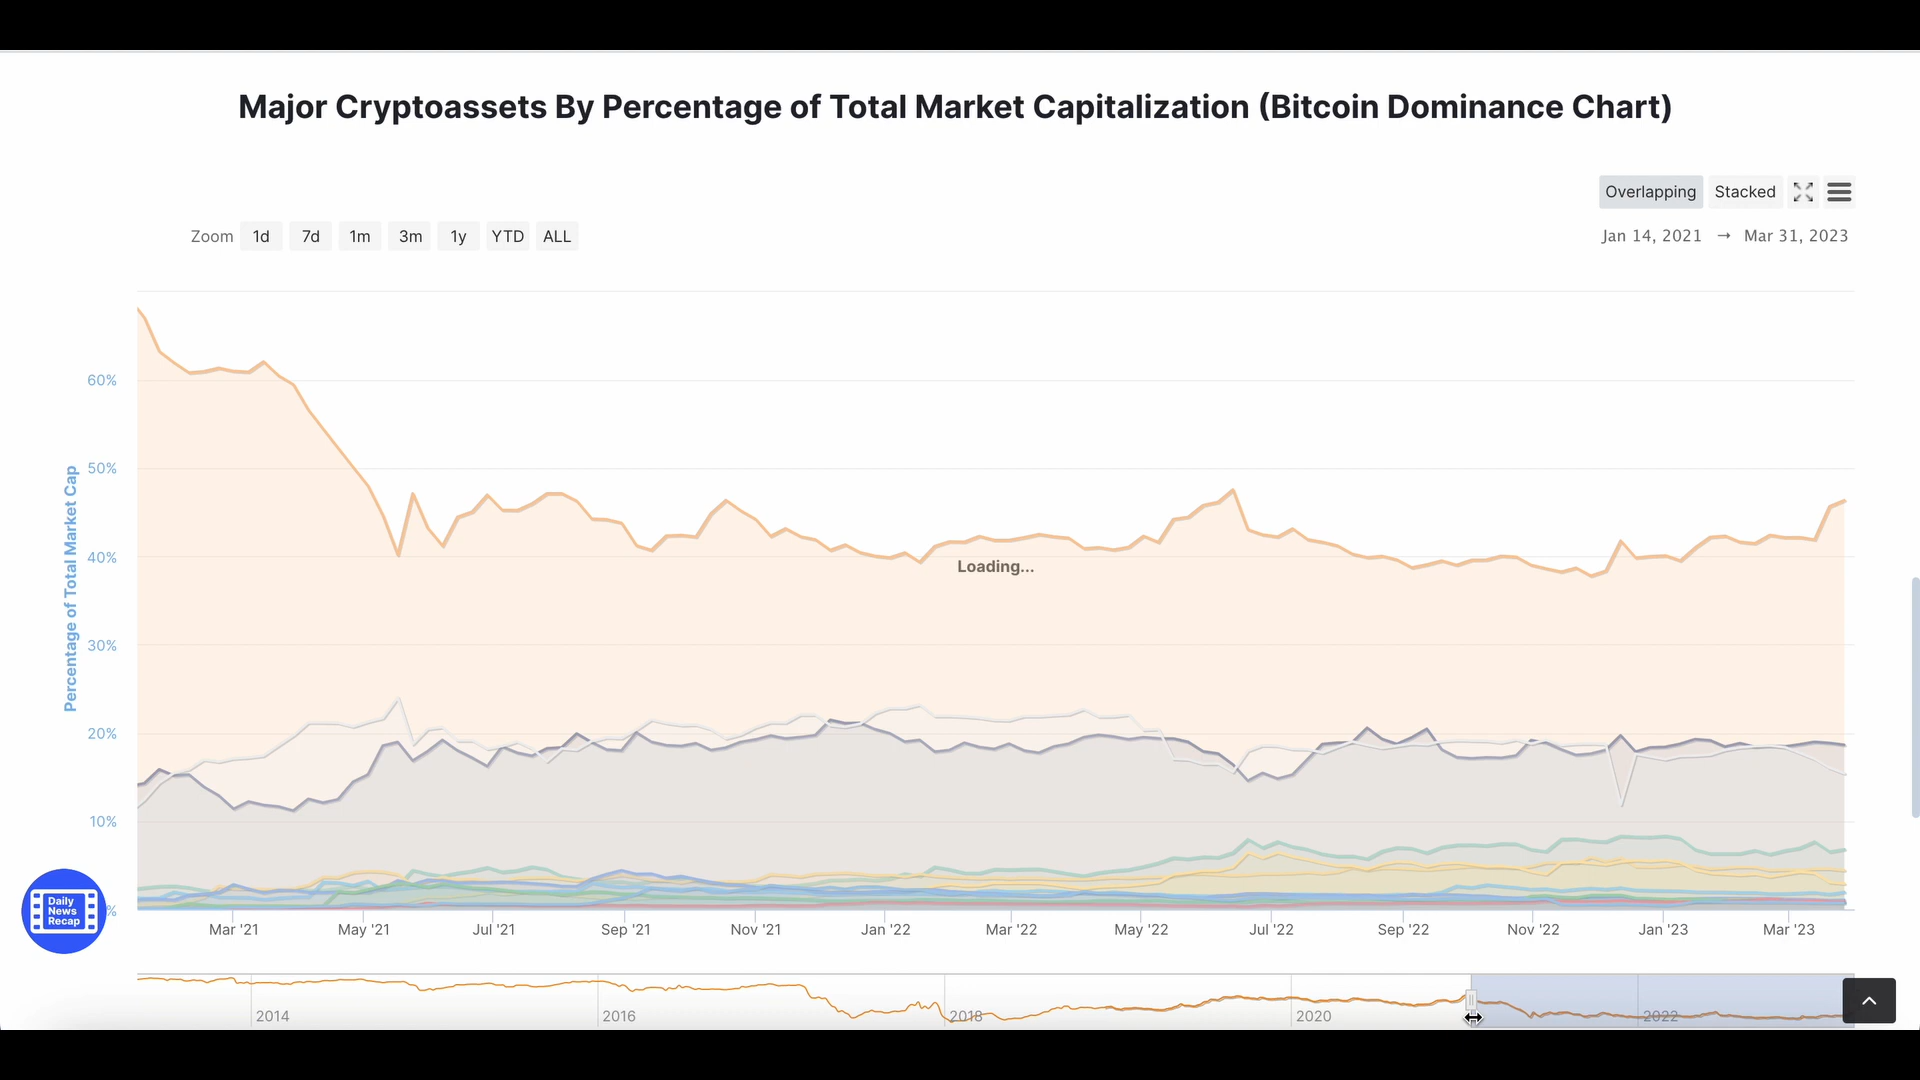 Major Cryptoassets By Percentage of Total Market Capitalization (Bitcoin Dominance Chart)
Overlapping Stacked
Zoom 1d 7d 1m 3m 1y YTD ALL
Jan 14, 2021 → Mar 31, 2023
Percentage of Total Market Cap
60%
50%
40%
Loading...
30%
20%
10%
%
Daily
News
Recap
Mar '21 May '21 Jul '21 Sep '21 Nov '21 Jan '22 Mar '22 May '22 Jul '22 Sep '22 Nov '22 Jan '23 Mar '23
2014 2016 2018 2020 2022